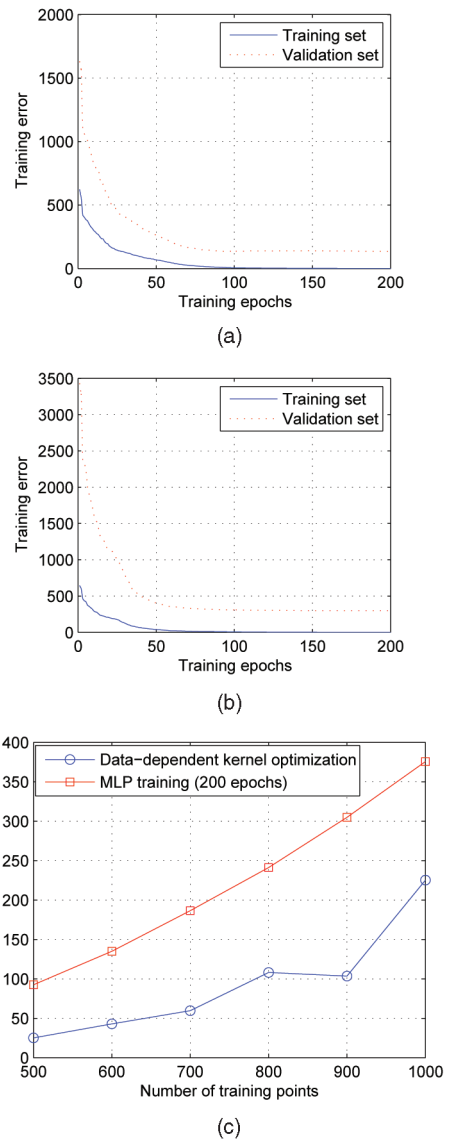 2000
1500
1000
500
0
Training error
Training set
Validation set
0 50 100 150 200
Training epochs
(a)
3500
3000
2500
2000
1500
1000
500
0
Training error
Training set
Validation set
0 50 100 150 200
Training epochs
(b)
400
350
300
250
200
150
100
50
0
Data-dependent kernel optimization
MLP training (200 epochs)
500 600 700 800 900 1000
Number of training points
(c)